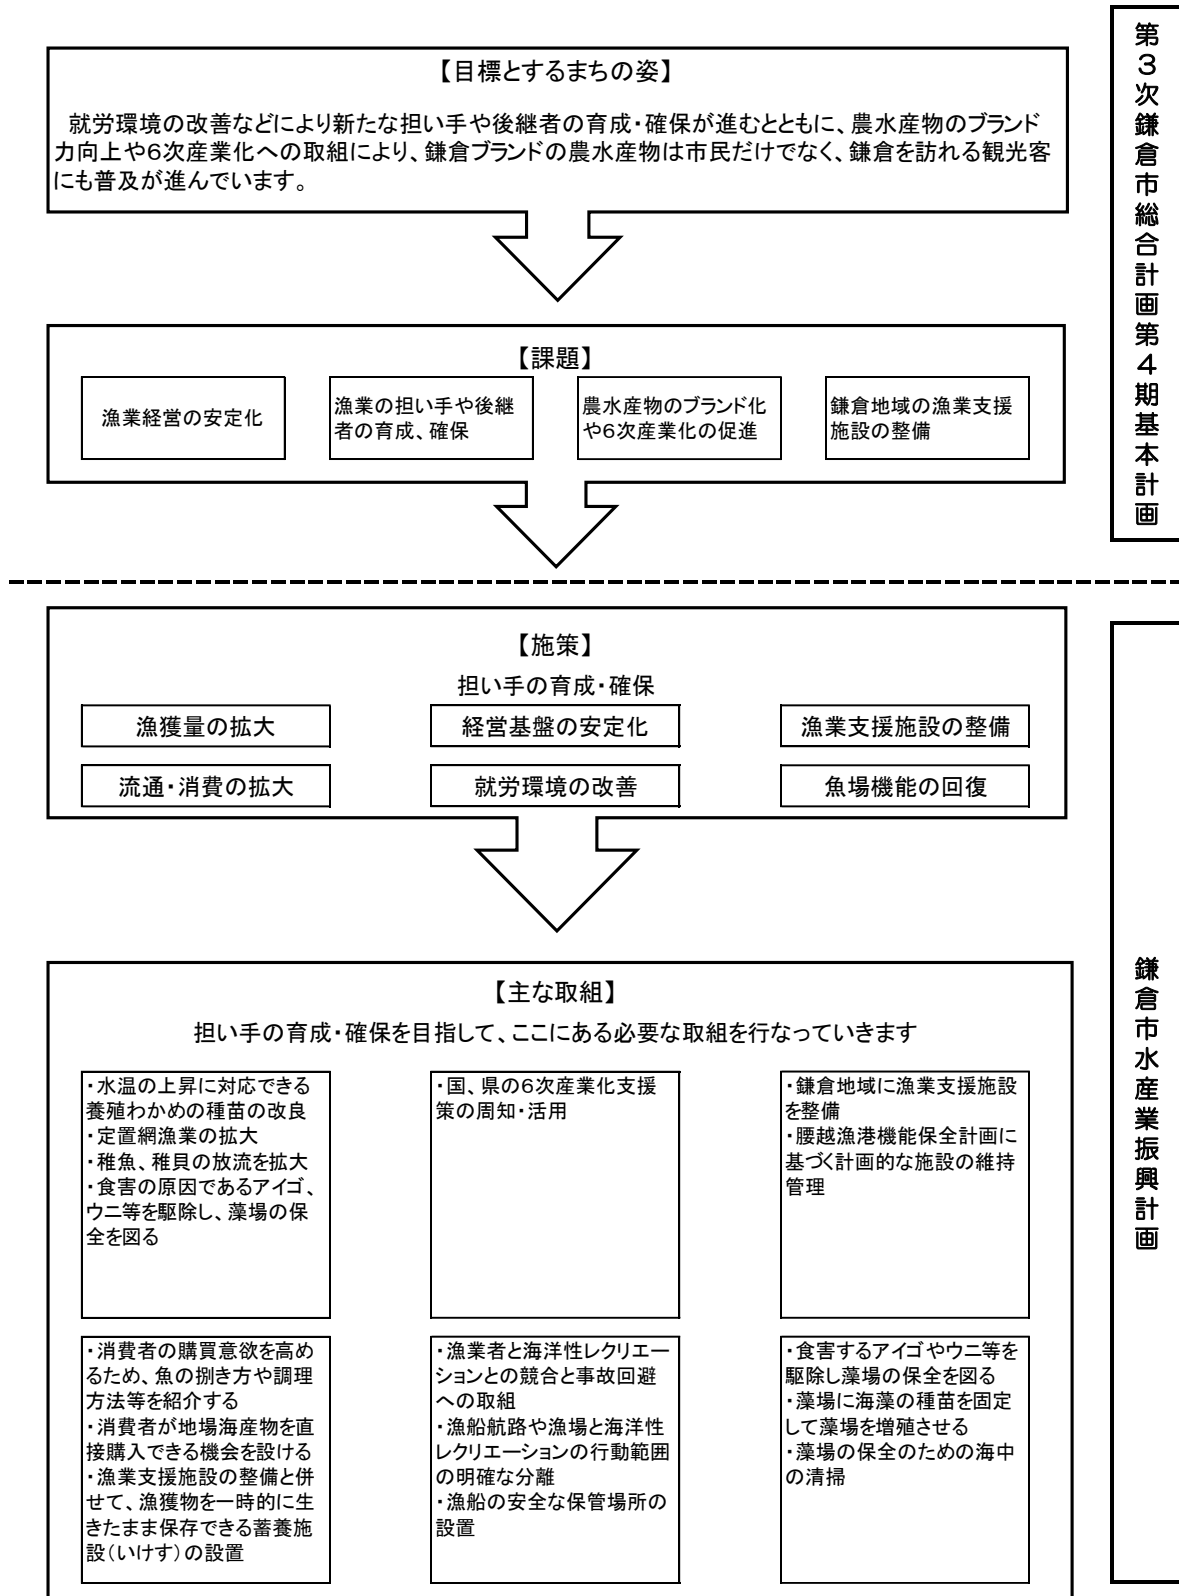 第3次鎌倉市総合計画第4期基本計画
【目標とするまちの姿】
就労環境の改善などにより新たな担い手や後継者の育成・確保が進むとともに、農水産物のブランド
力向上や6次産業化への取組により、鎌倉ブランドの農水産物は市民だけでなく、鎌倉を訪れる観光客
にも普及が進んでいます。
【課題】
漁業経営の安定化
漁業の担い手や後継
者の育成、確保
農水産物のブランド化
や6次産業化の促進
鎌倉地域の漁業支援
施設の整備
鎌倉市水産業振興計画
【施策】
担い手の育成・確保
漁獲量の拡大
経営基盤の安定化
漁業支援施設の整備
流通・消費の拡大
就労環境の改善
魚場機能の回復
【主な取組】
担い手の育成・確保を目指して、ここにある必要な取組を行なっていきます
・水温の上昇に対応できる
養殖わかめの種苗の改良
・定置網漁業の拡大
・稚魚、稚貝の放流を拡大
・食害の原因であるアイゴ、
ウニ等を駆除し、藻場の保
全を図る
・国、県の6次産業化支援
策の周知・活用
・鎌倉地域に漁業支援施設
を整備
・腰越漁港機能保全計画に
基づく計画的な施設の維持
管理
・消費者の購買意欲を高め
るため、魚の捌き方や調理
方法等を紹介する
・消費者が地場海産物を直
接購入できる機会を設ける
・漁業支援施設の整備と併
せて、漁獲物を一時的に生
きたまま保存できる蓄養施
設(いけす)の設置
・漁業者と海洋性レクリエー
ションとの競合と事故回避
への取組
・漁船航路や漁場と海洋性
レクリエーションの行動範囲
の明確な分離
・漁船の安全な保管場所の
設置
・食害するアイゴやウニ等を
駆除し藻場の保全を図る
・藻場に海藻の種苗を固定
して藻場を増殖させる
・藻場の保全のための海中
の清掃